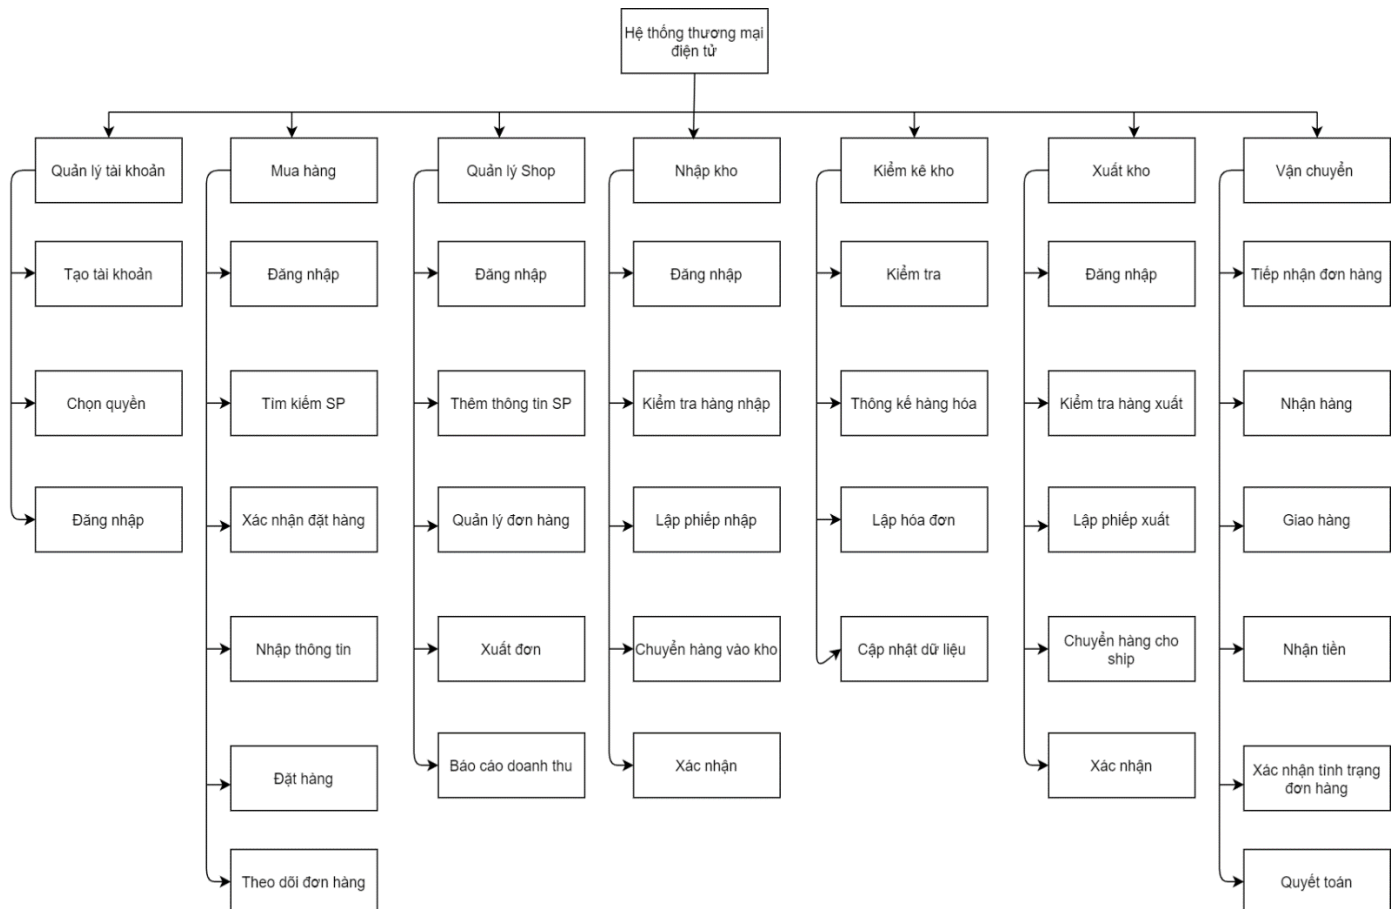 Hệ thống thương mại
điện tử
Quản lý tài khoản
Mua hàng
Quản lý Shop
Nhập kho
Kiểm kê kho
Xuất kho
Vận chuyển
Tạo tài khoản
Đăng nhập
Đăng nhập
Đăng nhập
Kiểm tra
Đăng nhập
Tiếp nhận đơn hàng
Chọn quyền
Tím kiếm SP
Thêm thông tin SP
Kiểm tra hàng nhập
Thông kế hàng hóa
Kiểm tra hàng xuất
Nhận hàng
Đăng nhập
Xác nhận đặt hàng
Quản lý đơn hàng
Lập phiếp nhập
Lập hóa đơn
Lập phiếp xuất
Giao hàng
Nhập thông tin
Xuất đơn
Chuyển hàng vào kho
Cập nhật dữ liệu
Chuyển hàng cho
ship
Nhận tiền
Đặt hàng
Báo cáo doanh thu
Xác nhận
Xác nhận
Xác nhận tình trạng
đơn hàng
Theo dõi đơn hàng
Quyết toán